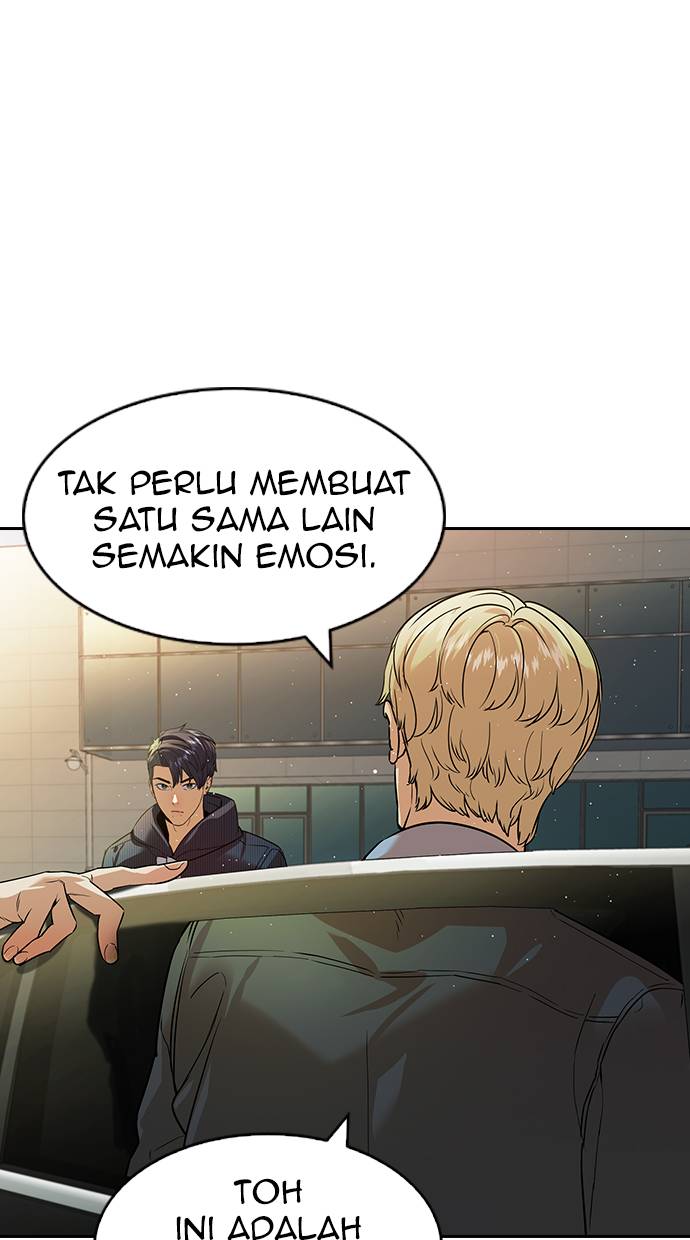 TAK PERLU MEMBUAT
SATU SAMA LAIN
SEMAKIN EMOSI.
TOH
INI ADALAH